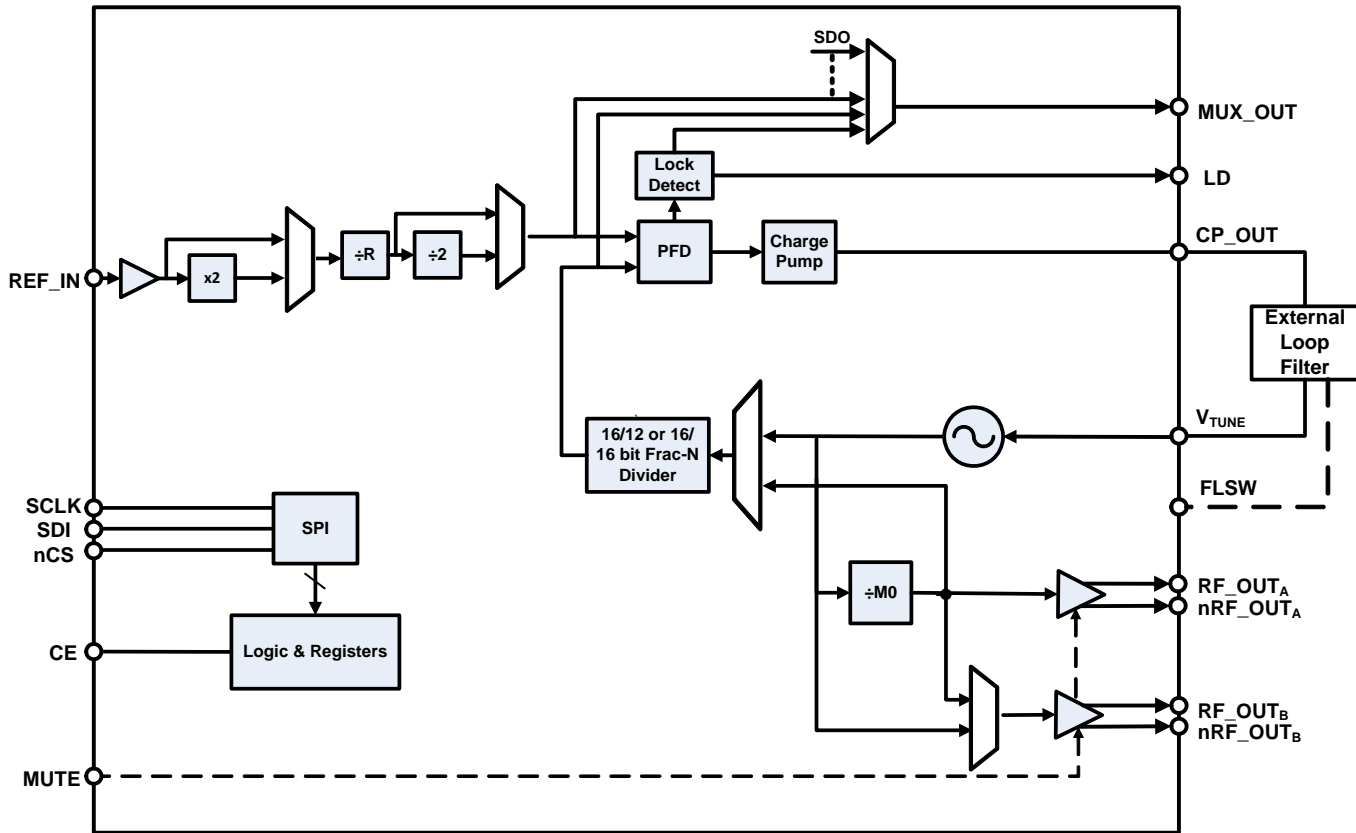 SDO
MUX_OUT
Lock
Detect
LD
CP_OUT
REF_IN
x2
÷R
÷2
PFD
Charge
Pump
External
Loop
Filter
VTUNE
16/12 or 16/
16 bit Frac-N
Divider
FLSW
SCLK
SDI
nCS
SPI
÷M0
RF_OUTA
nRF_OUTA
CE
Logic & Registers
RF_OUTB
nRF_OUTB
MUTE